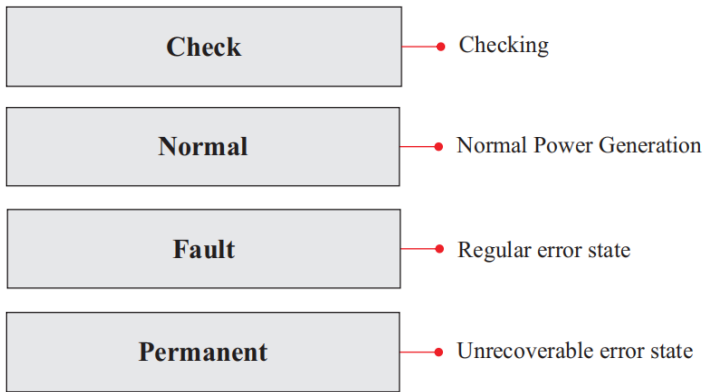 Check
Checking
Normal
Normal Power Generation
Fault
Regular error state
Permanent
Unrecoverable error state